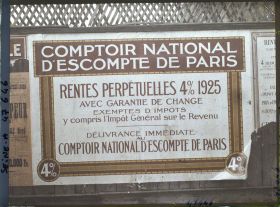 COMPTOIR NATIONAL
D'ESCOMPTE DE PARIS
RENTES PERPÉTUELLES 4% 1925
AVEC GARANTIE DE CHANGE
EXEMPTES D'IMPOTS
y compris l'Impôt Général sur le Revenu
DÉLIVRANCE IMMÉDIATE
AU
COMPTOIR NATIONAL D'ESCOMPTE DE PARIS
4%
4%